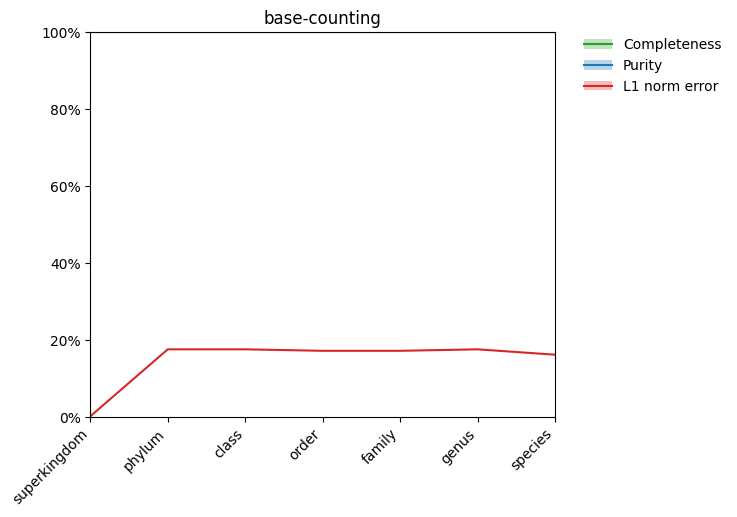 base-counting
100%
80%
60%
40%
20%
0%
superkingdom
phylum
class
order
family
genus
species
Completeness
Purity
L1 norm error